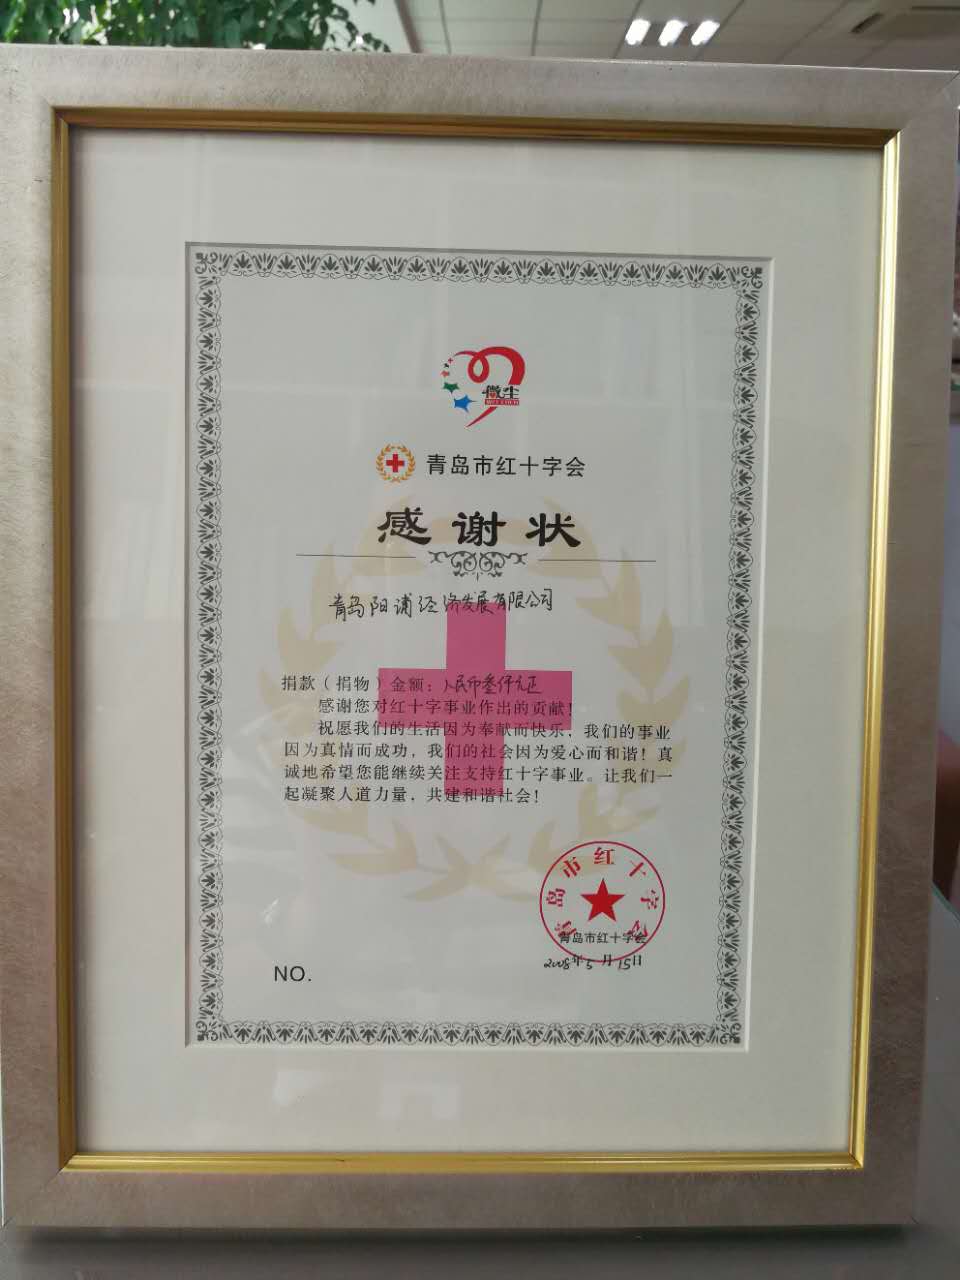 微尘
WEI CHEN
青岛市红十字会
感谢状
青岛阳浦经济发展有限公司
捐款（捐物）金额：人民币叁仟元正
感谢您对红十字事业作出的贡献！
祝愿我们的生活因为奉献而快乐，我们的事业
因为真情而成功，我们的社会因为爱心而和谐！真
诚地希望您能继续关注支持红十字事业。让我们一
起凝聚人道力量，共建和谐社会！
青岛市红十字会
青岛市红十字会
2008年5月15日
NO.